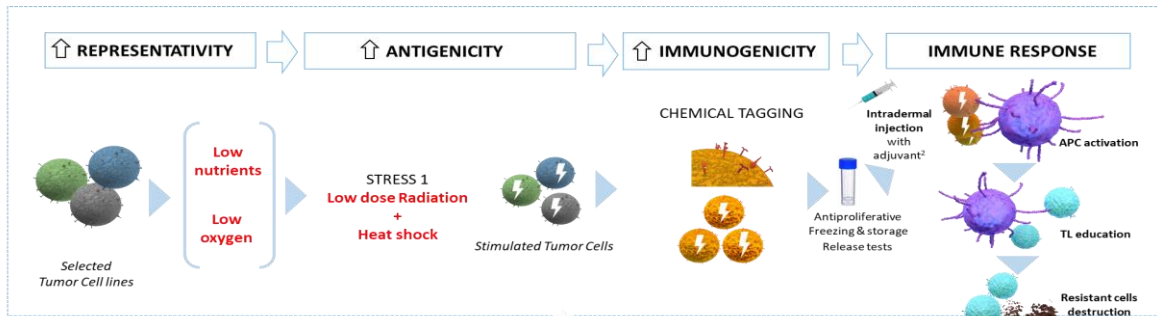 REPRESENTATIVITY
ANTIGENICITY
IMMUNOGENICITY
IMMUNE RESPONSE
Selected
Tumor Cell lines
Low
nutrients
Low
oxygen
STRESS 1
Low dose Radiation
+
Heat shock
Stimulated Tumor Cells
CHEMICAL TAGGING
Intradermal
injection
with
adjuvant²
Antiproliferative
Freezing & storage
Release tests
APC activation
TL education
Resistant cells
destruction